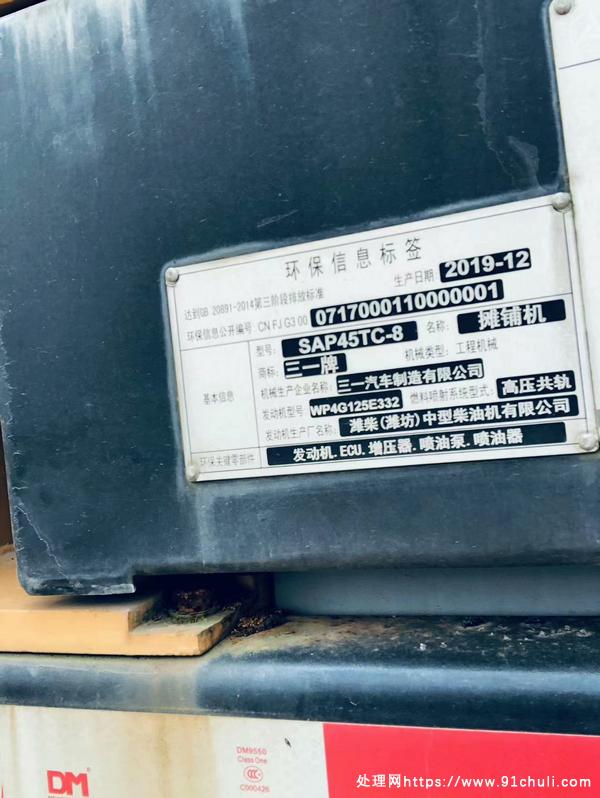 环保信息标签
达到GB 20891-2014第三阶段排放标准 生产日期 2019-12
环保信息公开编号: CN FJ G3 00 0717000110000001
型号: SAP45TC-8 名称: 摊铺机
商标: 三一牌 机械类型: 工程机械
基本信息
机械生产企业名称: 三一汽车制造有限公司
发动机型号: WP4G125E332 燃料喷射系统型式: 高压共轨
发动机生产厂名称: 潍柴(潍坊)中型柴油机有限公司
环保关键零部件 发动机.ECU.增压器.喷油泵.喷油器
DM
DM9550
Class One
CCC
C000426
处理网https://www.91chuli.com